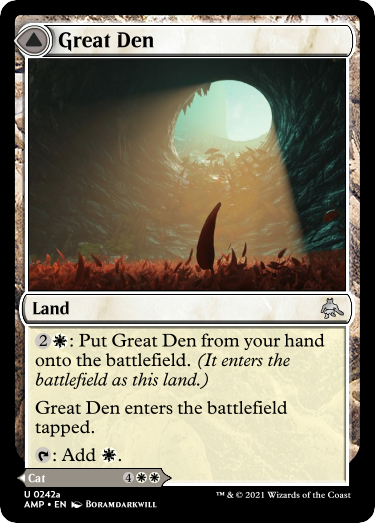 Great Den
Land
2: Put Great Den from your hand
onto the battlefield. (It enters the
battlefield as this land.)
Great Den enters the battlefield
tapped.
: Add .
Cat 4
U 0242a
AMP • EN BORAMDARKWILL
™ & © 2021 Wizards of the Coast